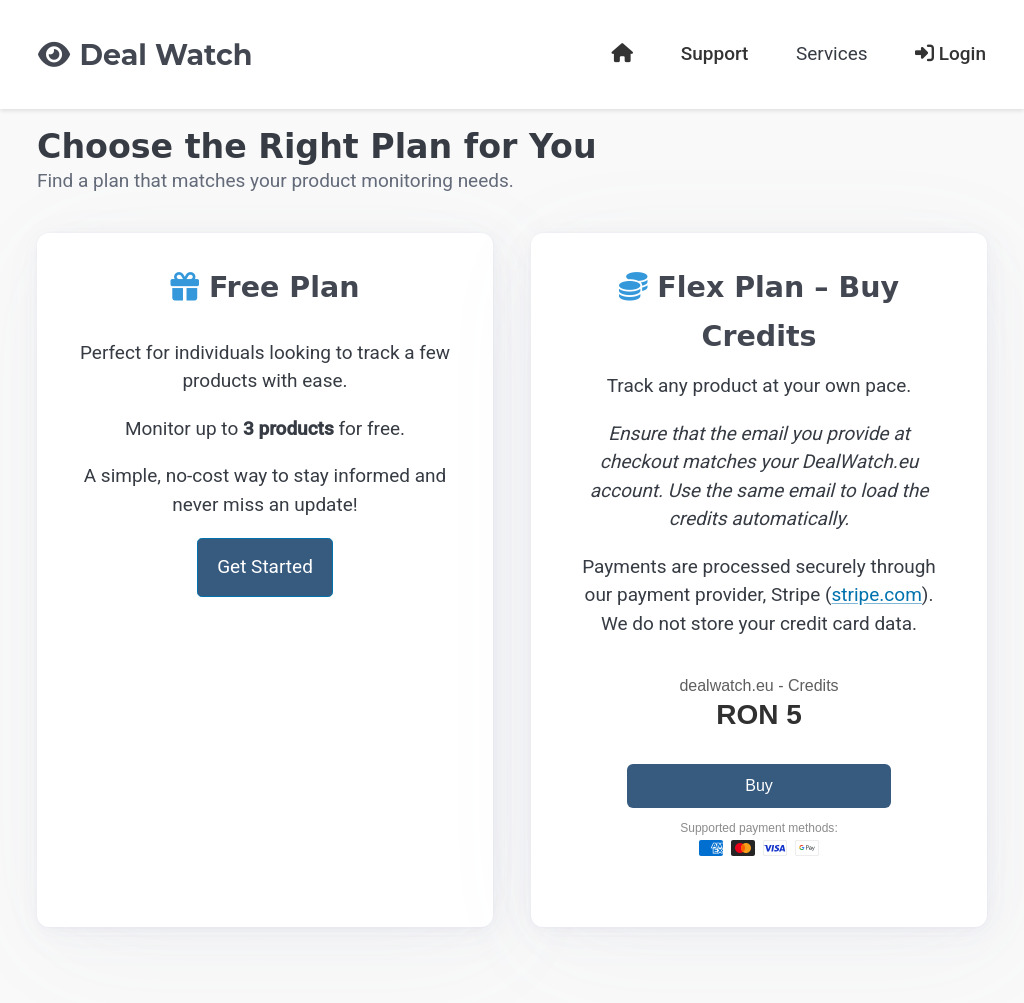 Deal Watch
Support
Services
Login
Choose the Right Plan for You
Find a plan that matches your product monitoring needs.
Free Plan
Perfect for individuals looking to track a few
products with ease.
Monitor up to 3 products for free.
A simple, no-cost way to stay informed and
never miss an update!
Get Started
Flex Plan – Buy
Credits
Track any product at your own pace.
Ensure that the email you provide at
checkout matches your DealWatch.eu
account. Use the same email to load the
credits automatically.
Payments are processed securely through
our payment provider, Stripe (stripe.com).
We do not store your credit card data.
dealwatch.eu - Credits
RON 5
Buy
Supported payment methods:
AMEX VISA G Pay